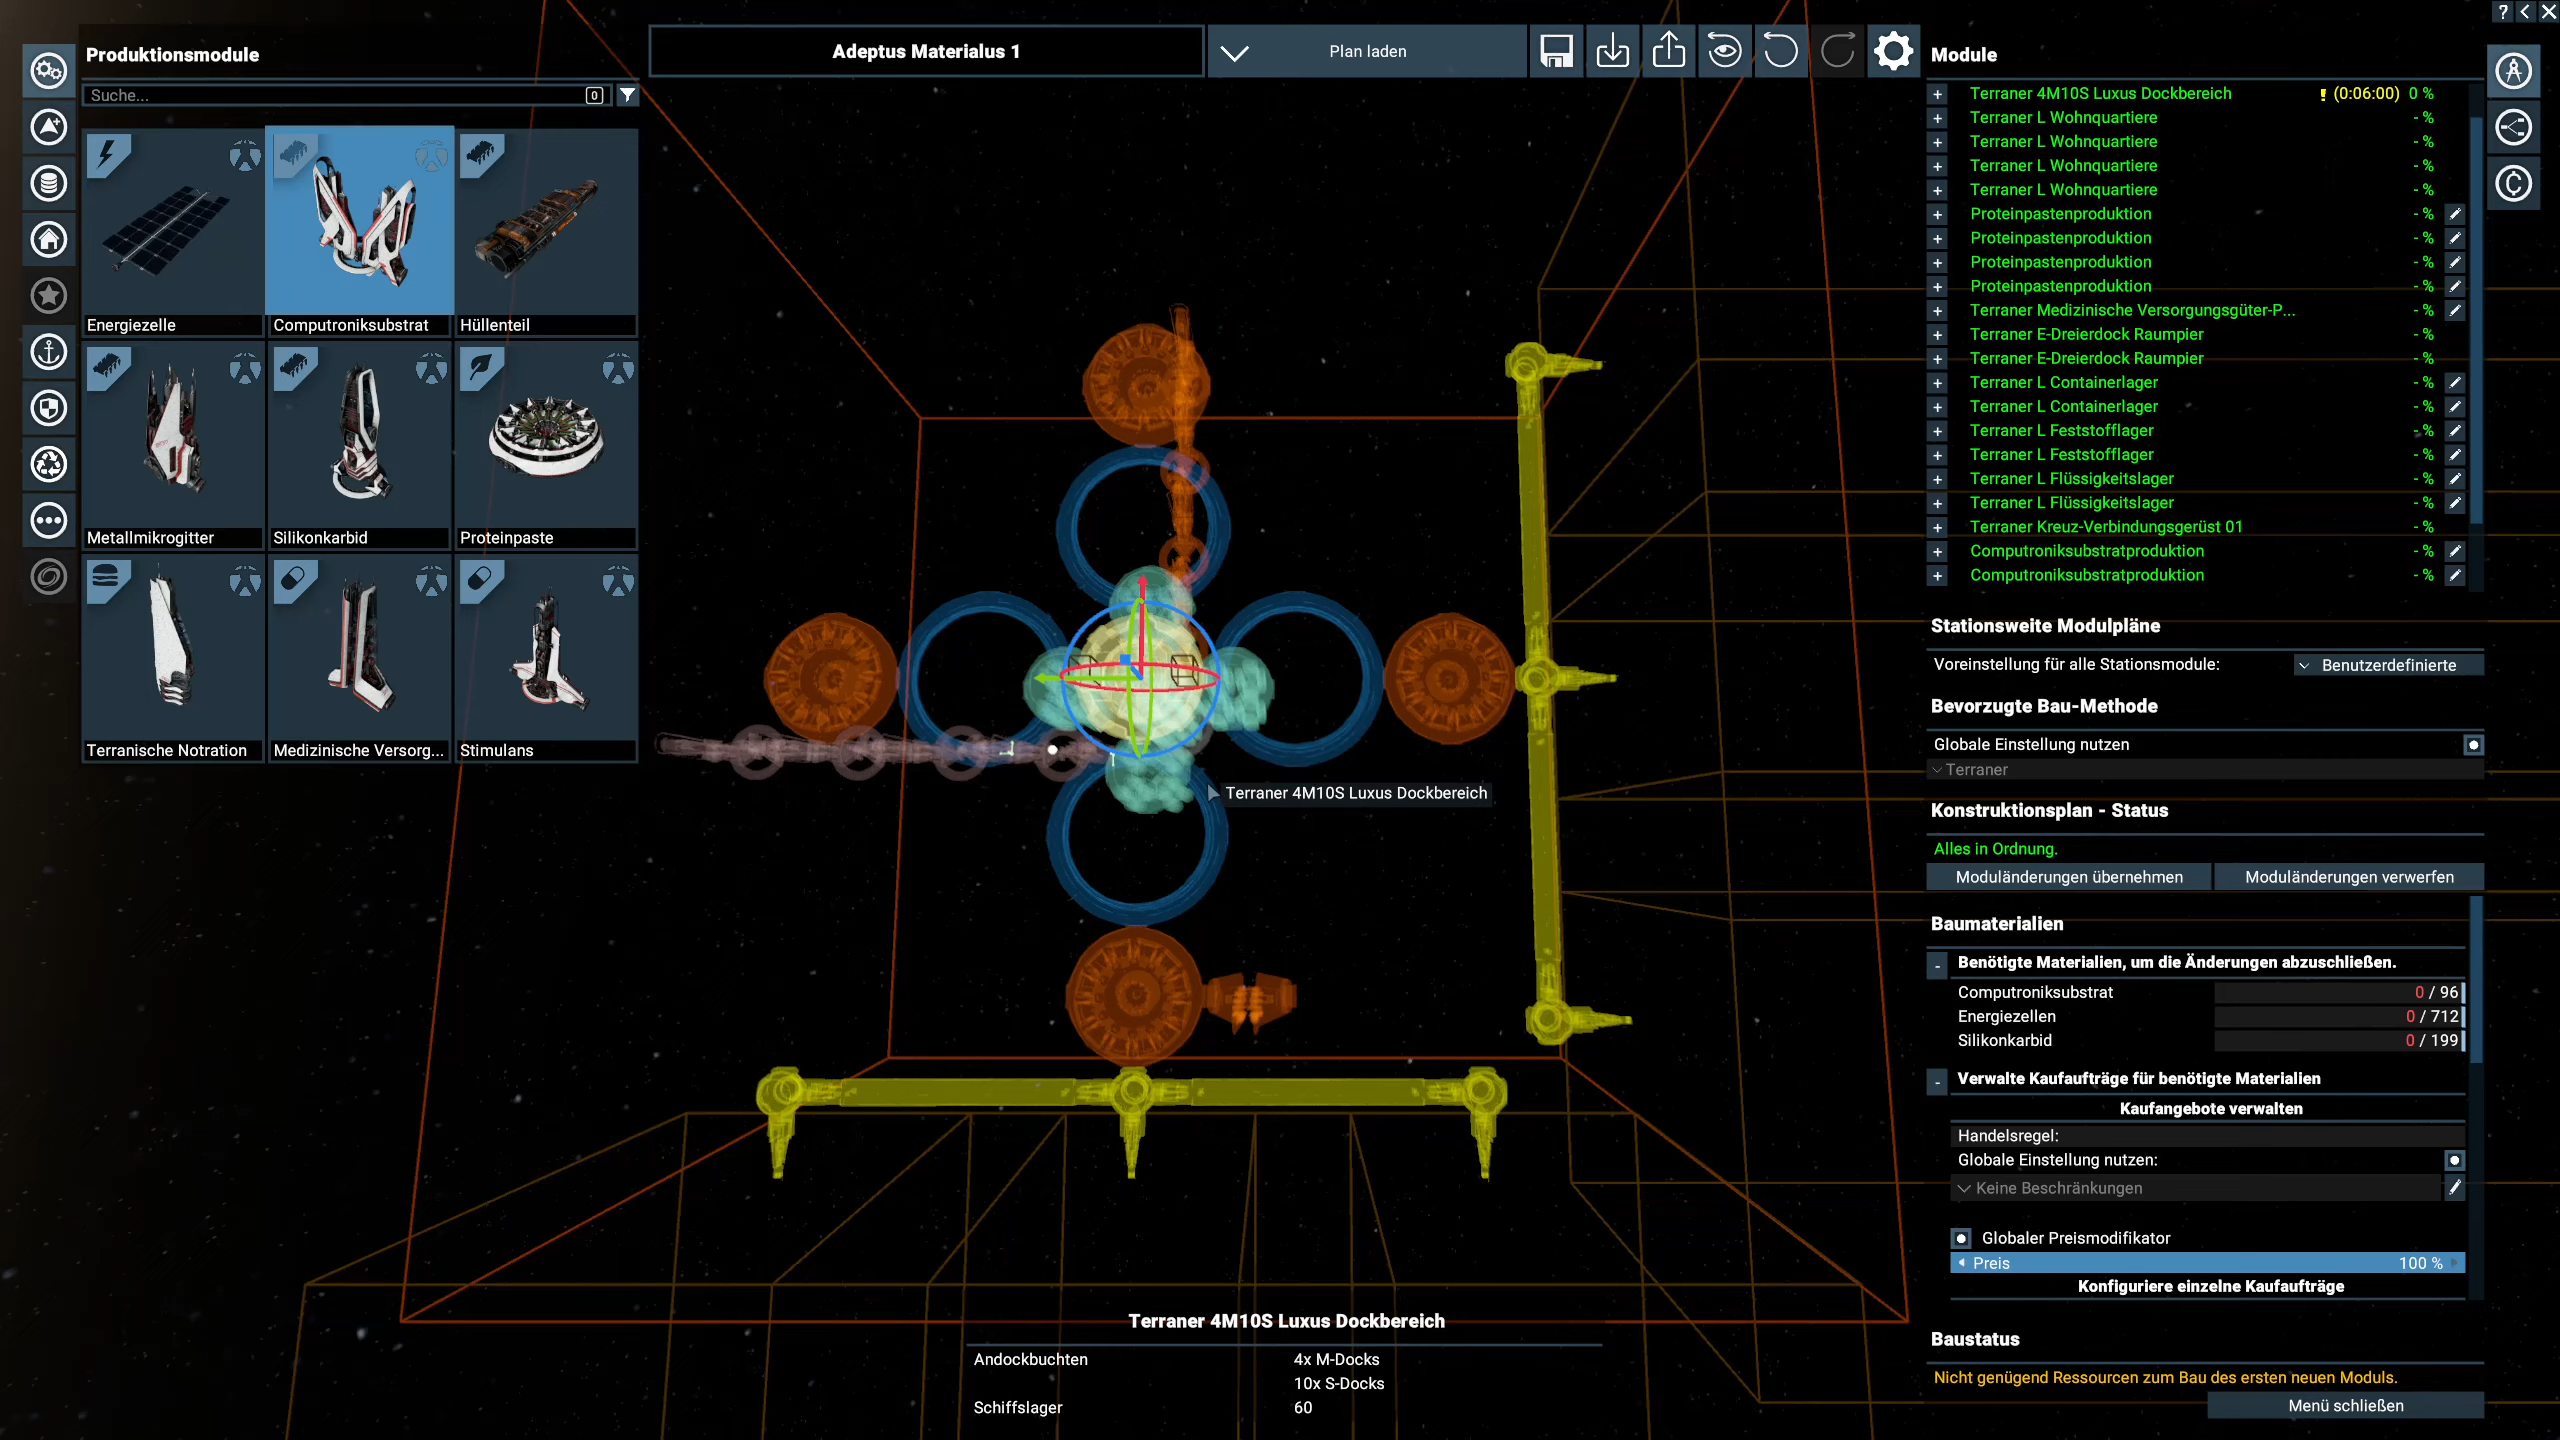 Produktionsmodule
Suche...
0
Energiezelle
Computroniksubstrat
Hüllenteil
Metallmikrogitter
Silikonkarbid
Proteinpaste
Terranische Notration
Medizinische Versorg...
Stimulans
Adeptus Materialus 1
Plan laden
Terraner 4M10S Luxus Dockbereich
Terraner 4M10S Luxus Dockbereich
Andockbuchten 4x M-Docks
10x S-Docks
Schiffslager 60
? < X
Module
+ Terraner 4M10S Luxus Dockbereich ! (0:06:00) 0 %
+ Terraner L Wohnquartiere - %
+ Terraner L Wohnquartiere - %
+ Terraner L Wohnquartiere - %
+ Terraner L Wohnquartiere - %
+ Proteinpastenproduktion - %
+ Proteinpastenproduktion - %
+ Proteinpastenproduktion - %
+ Proteinpastenproduktion - %
+ Terraner Medizinische Versorgungsgüter-P... - %
+ Terraner E-Dreierdock Raumpier - %
+ Terraner E-Dreierdock Raumpier - %
+ Terraner L Containerlager - %
+ Terraner L Containerlager - %
+ Terraner L Feststofflager - %
+ Terraner L Feststofflager - %
+ Terraner L Flüssigkeitslager - %
+ Terraner L Flüssigkeitslager - %
+ Terraner Kreuz-Verbindungsgerüst 01 - %
+ Computroniksubstratproduktion - %
+ Computroniksubstratproduktion - %
Stationsweite Modulpläne
Voreinstellung für alle Stationsmodule: Benutzerdefinierte
Bevorzugte Bau-Methode
Globale Einstellung nutzen
Terraner
Konstruktionsplan - Status
Alles in Ordnung.
Moduländerungen übernehmen Moduländerungen verwerfen
Baumaterialien
- Benötigte Materialien, um die Änderungen abzuschließen.
Computroniksubstrat 0 / 96
Energiezellen 0 / 712
Silikonkarbid 0 / 199
- Verwalte Kaufaufträge für benötigte Materialien
Kaufangebote verwalten
Handelsregel:
Globale Einstellung nutzen:
Keine Beschränkungen
Globaler Preismodifikator
Preis 100 %
Konfiguriere einzelne Kaufaufträge
Baustatus
Nicht genügend Ressourcen zum Bau des ersten neuen Moduls.
Menü schließen